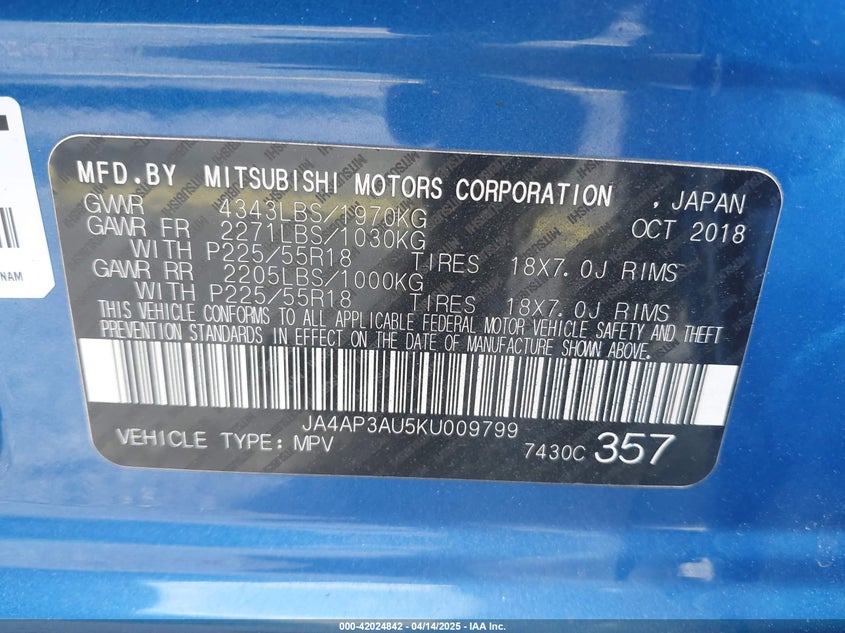 MFD.BY MITSUBISHI MOTORS CORPORATION , JAPAN
GVWR 4343LBS/1970KG OCT 2018
GAWR FR 2271LBS/1030KG
WITH P225/55R18 TIRES 18X7.0J RIMS
GAWR RR 2205LBS/1000KG
WITH P225/55R18 TIRES 18X7.0J RIMS
THIS VEHICLE CONFORMS TO ALL APPLICABLE FEDERAL MOTOR VEHICLE SAFETY AND THEFT
PREVENTION STANDARDS IN EFFECT ON THE DATE OF MANUFACTURE SHOWN ABOVE.
JA4AP3AU5KU009799
VEHICLE TYPE: MPV 7430C 357
NAM
000-42024842 - 04/14/2025 - IAA Inc.